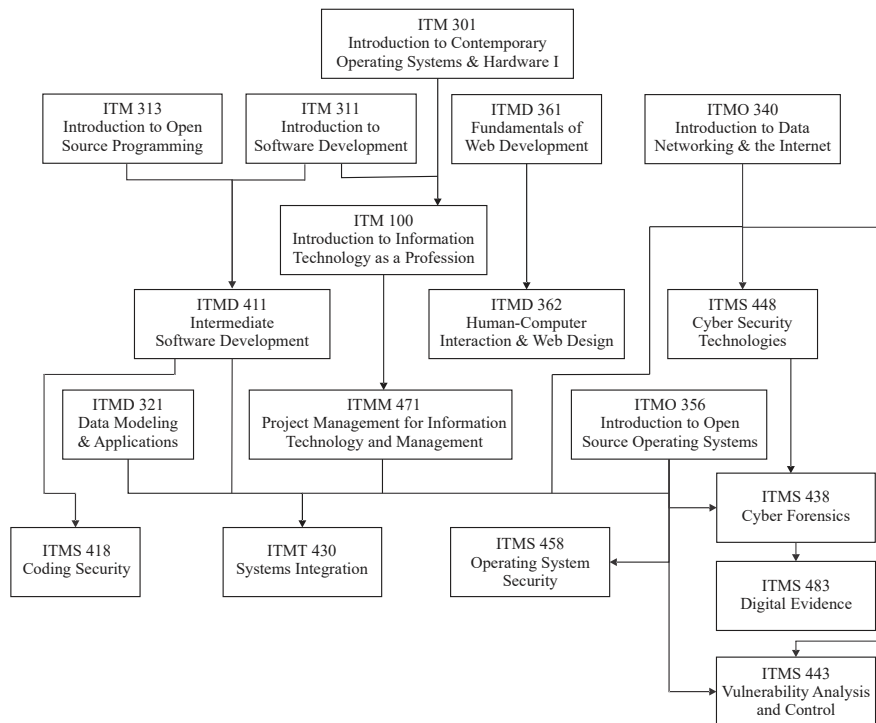 ITM 301
Introduction to Contemporary
Operating Systems & Hardware I
ITM 313
Introduction to Open
Source Programming
ITM 311
Introduction to
Software Development
ITMD 361
Fundamentals of
Web Development
ITMO 340
Introduction to Data
Networking & the Internet
ITM 100
Introduction to Information
Technology as a Profession
ITMD 411
Intermediate
Software Development
ITMD 362
Human-Computer
Interaction & Web Design
ITMS 448
Cyber Security
Technologies
ITMD 321
Data Modeling
& Applications
ITMM 471
Project Management for Information
Technology and Management
ITMO 356
Introduction to Open
Source Operating Systems
ITMS 418
Coding Security
ITMT 430
Systems Integration
ITMS 458
Operating System
Security
ITMS 438
Cyber Forensics
ITMS 483
Digital Evidence
ITMS 443
Vulnerability Analysis
and Control